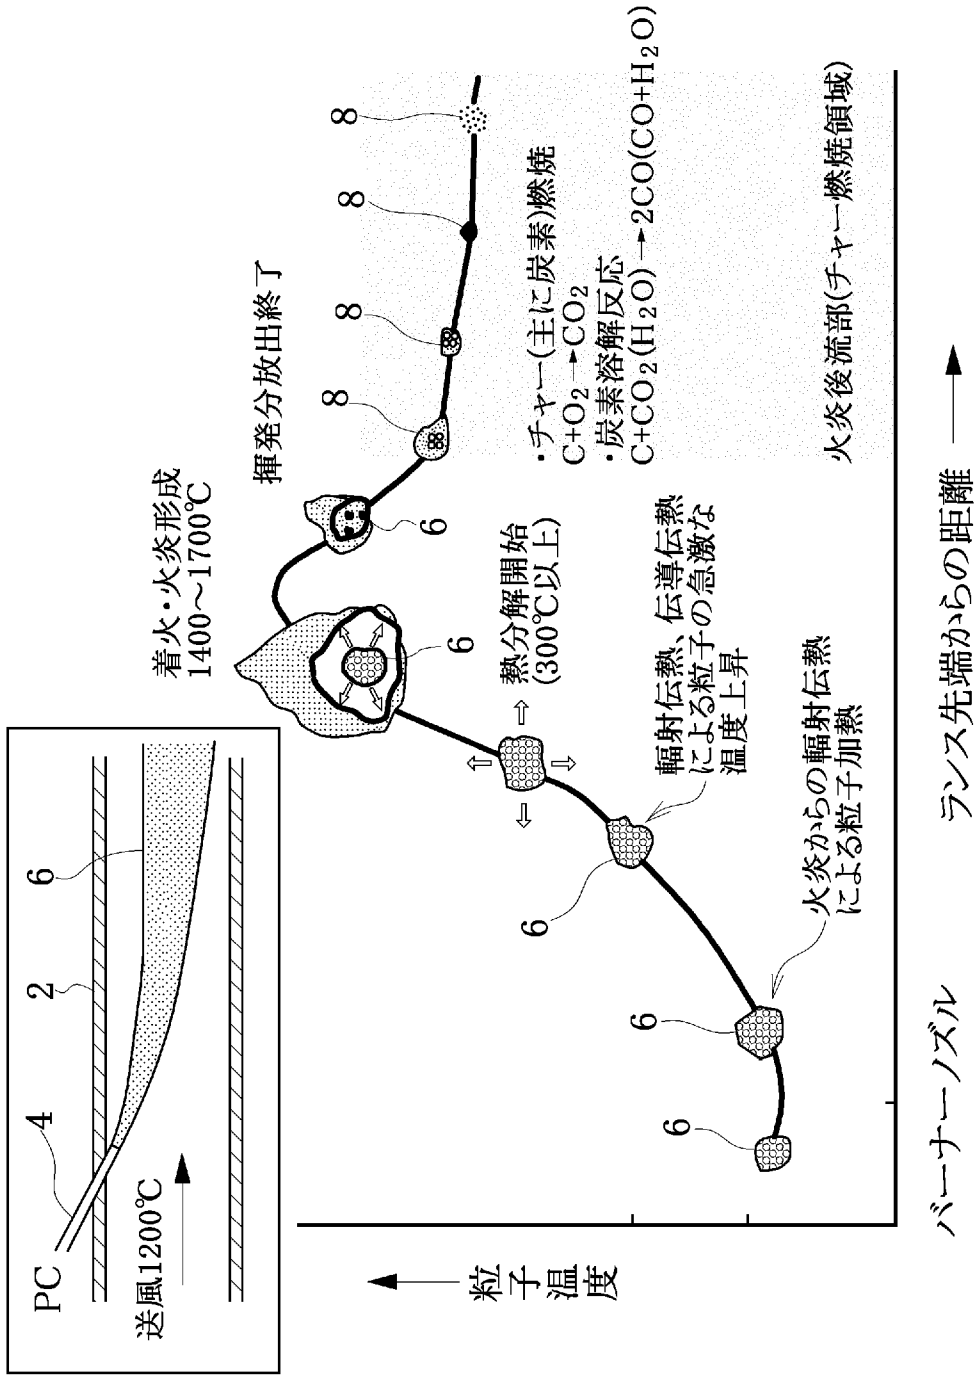 PC
4
2
6
送風1200℃
着火・火炎形成
1400～1700℃
揮発分放出終了
8
8
8
8
6
6
熱分解開始
(300℃以上)
6
輻射伝熱、伝導伝熱
による粒子の急激な
温度上昇
6
火炎からの輻射伝熱
による粒子加熱
6
・チャー(主に炭素)燃焼
C+O2→CO2
・炭素溶解反応
C+CO2(H2O)→2CO(CO+H2O)
火炎後流部(チャー燃焼領域)
粒子
温度
バーナーノズル
ランス先端からの距離